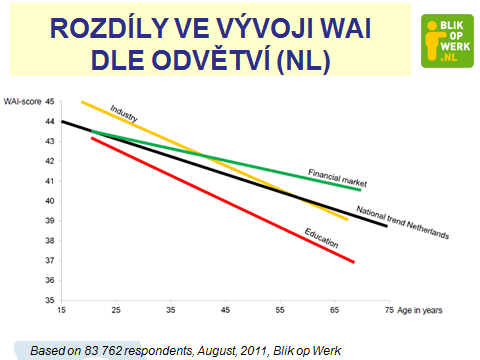 ROZDÍLY VE VÝVOJI WAI
DLE ODVĚTVÍ (NL)
BLIK
OP
WERK
.NL
WAI-score
45
44
43
42
41
40
39
38
37
36
35
Industry
Financial market
National trend Netherlands
Education
15
25
35
45
55
65
75
Age in years
Based on 83 762 respondents, August, 2011, Blik op Werk